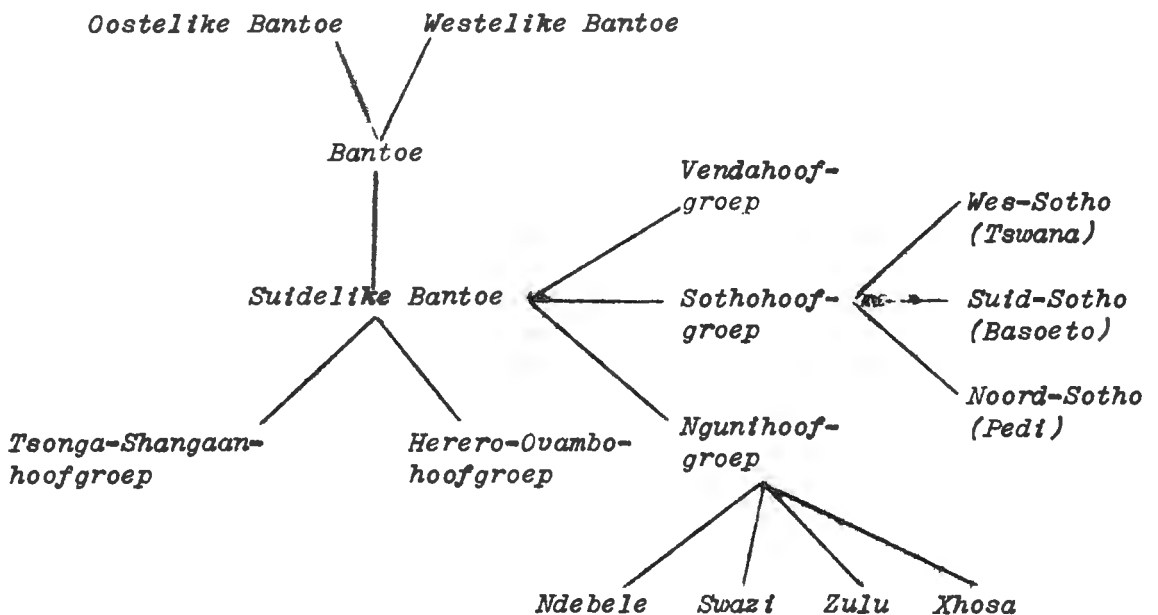 Oostelike Bantoe
Westelike Bantoe
Bantoe
Vendahoof-
groep
Wes-Sotho
(Tswana)
Suidelike Bantoe
Sothohoof-
groep
Suid-Sotho
(Basoeto)
Noord-Sotho
(Pedi)
Tsonga-Shangaan-
hoofgroep
Herero-Ovambo-
hoofgroep
Ngunihoof-
groep
Ndebele
Swazi
Zulu
Xhosa